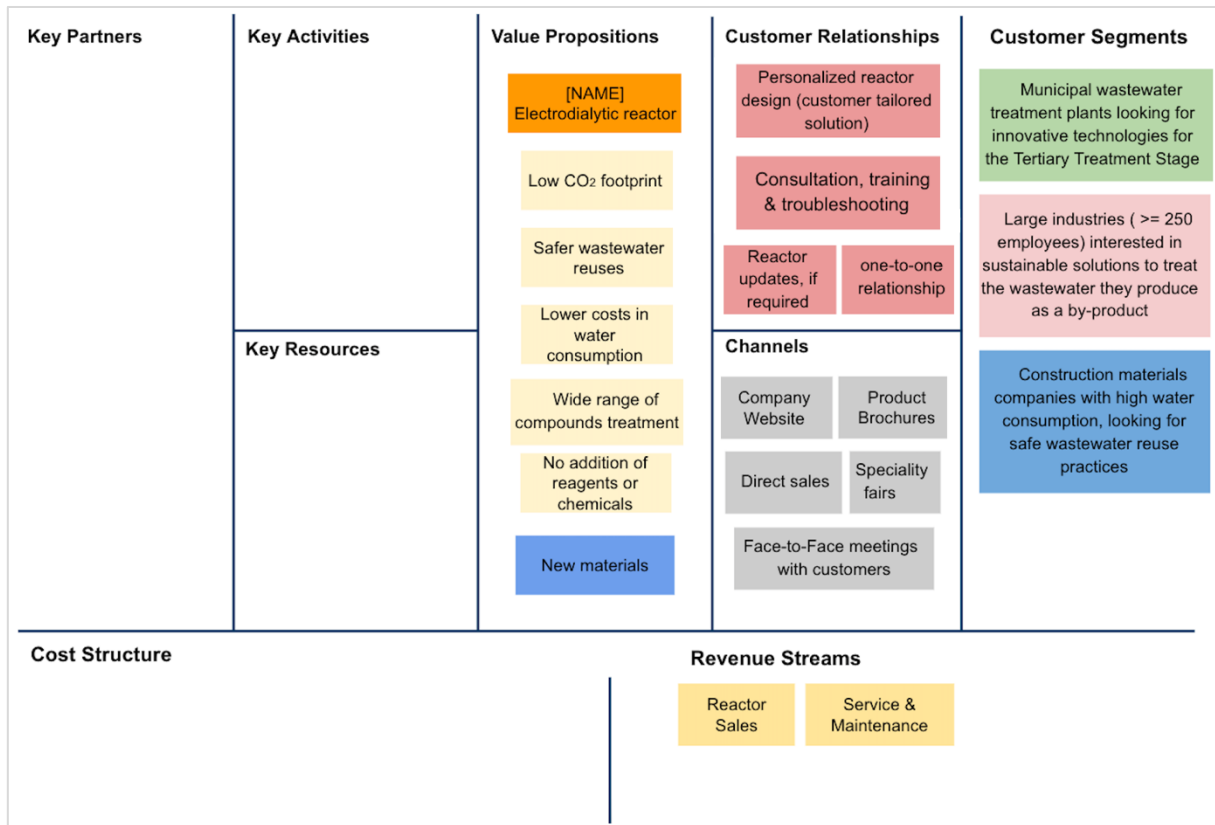 Key Partners
Key Activities
Value Propositions
[NAME]
Electrodialytic reactor
Low CO₂ footprint
Safer wastewater
reuses
Lower costs in
water
consumption
Wide range of
compounds treatment
No addition of
reagents or
chemicals
New materials
Customer Relationships
Personalized reactor
design (customer tailored
solution)
Consultation, training
& troubleshooting
Reactor
updates, if
required
one-to-one
relationship
Customer Segments
Municipal wastewater
treatment plants looking for
innovative technologies for
the Tertiary Treatment Stage
Large industries ( >= 250
employees) interested in
sustainable solutions to treat
the wastewater they produce
as a by-product
Construction materials
companies with high water
consumption, looking for
safe wastewater reuse
practices
Key Resources
Channels
Company
Website
Product
Brochures
Direct sales
Speciality
fairs
Face-to-Face meetings
with customers
Cost Structure
Revenue Streams
Reactor
Sales
Service &
Maintenance